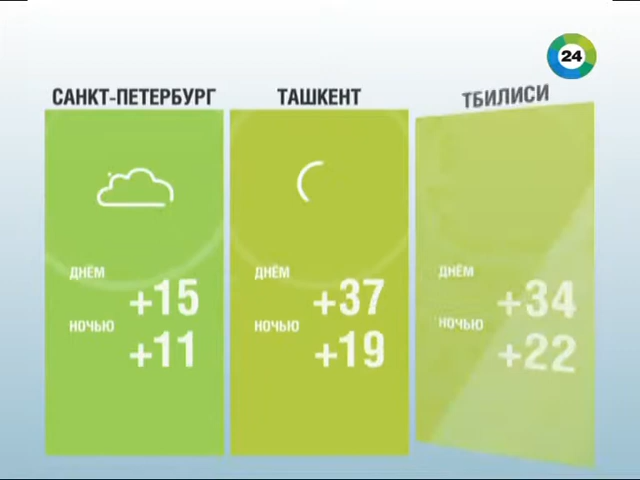 24
САНКТ-ПЕТЕРБУРГ
ДНЁМ
+15
НОЧЬЮ
+11
ТАШКЕНТ
ДНЁМ
+37
НОЧЬЮ
+19
ТБИЛИСИ
ДНЁМ
+34
НОЧЬЮ
+22